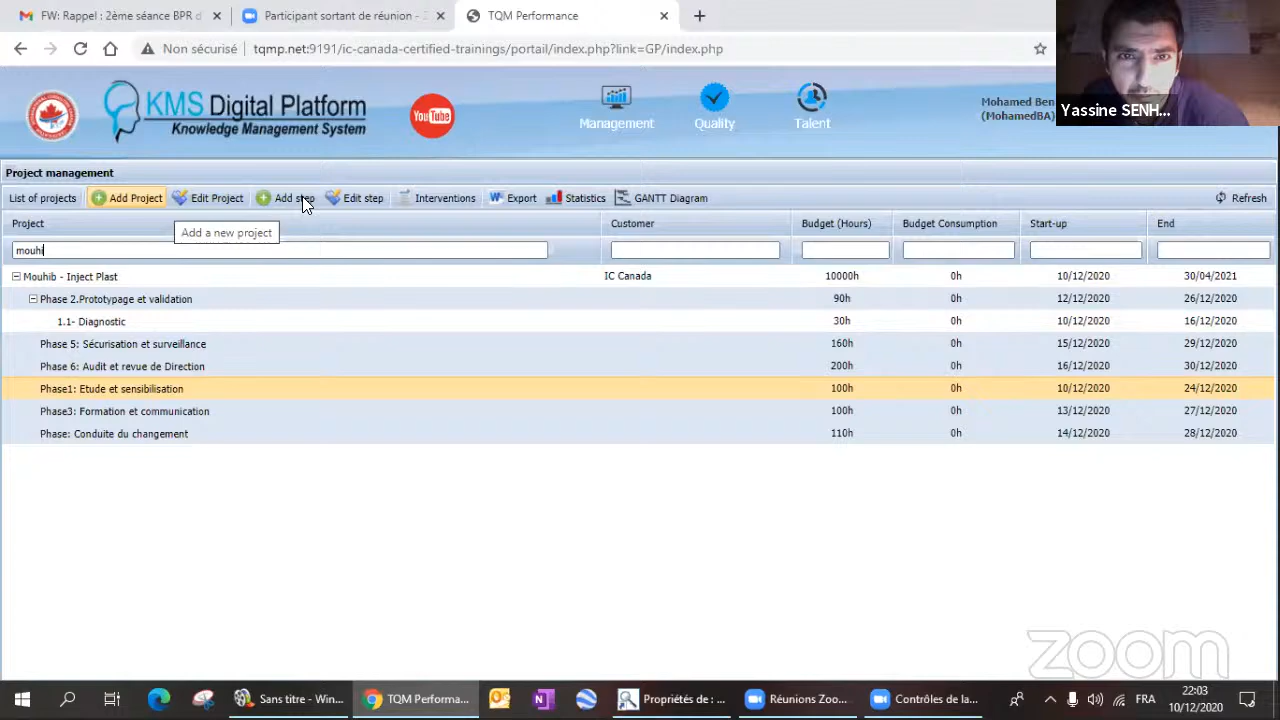 FW: Rappel : 2ème séance BPR d
Participant sortant de réunion - Z
TQM Performance
Non sécurisé
tqmp.net:9191/ic-canada-certified-trainings/portail/index.php?link=GP/index.php
KMS Digital Platform
Knowledge Management System
YouTube
Management
Quality
Talent
Mohamed Ben
(MohamedBA)
Yassine SENH...
Project management
List of projects
Add Project
Edit Project
Add step
Edit step
Interventions
Export
Statistics
GANTT Diagram
Refresh
Project
Customer
Budget (Hours)
Budget Consumption
Start-up
End
Add a new project
mouhi
Mouhib - Inject Plast IC Canada 10000h 0h 10/12/2020 30/04/2021
Phase 2.Prototypage et validation 90h 0h 12/12/2020 26/12/2020
1.1- Diagnostic 30h 0h 10/12/2020 16/12/2020
Phase 5: Sécurisation et surveillance 160h 0h 15/12/2020 29/12/2020
Phase 6: Audit et revue de Direction 200h 0h 16/12/2020 30/12/2020
Phase1: Etude et sensibilisation 100h 0h 10/12/2020 24/12/2020
Phase3: Formation et communication 100h 0h 13/12/2020 27/12/2020
Phase: Conduite du changement 110h 0h 14/12/2020 28/12/2020
zoom
Sans titre - Win...
TQM Performa...
Propriétés de : ...
Réunions Zoo...
Contrôles de la...
FRA
22:03
10/12/2020